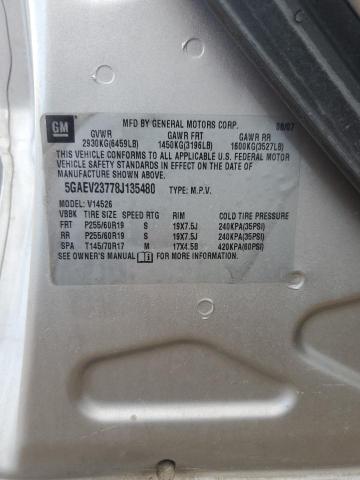 GM
MFD BY GENERAL MOTORS CORP. 08/07
GVWR GAWR FRT GAWR RR
2930KG(6459LB) 1450KG(3196LB) 1600KG(3527LB)
THIS VEHICLE CONFORMS TO ALL APPLICABLE U.S. FEDERAL MOTOR
VEHICLE SAFETY STANDARDS IN EFFECT ON THE DATE OF
MANUFACTURE SHOWN ABOVE.
5GAEV23778J135480 TYPE: M.P.V.
MODEL: V14526
VBBK TIRE SIZE SPEED RTG RIM COLD TIRE PRESSURE
FRT P255/60R19 S 19X7.5J 240KPA(35PSI)
RR P255/60R19 S 19X7.5J 240KPA(35PSI)
SPA T145/70R17 M 17X4.5B 420KPA(60PSI)
SEE OWNER'S MANUAL FOR MORE INFORMATION.